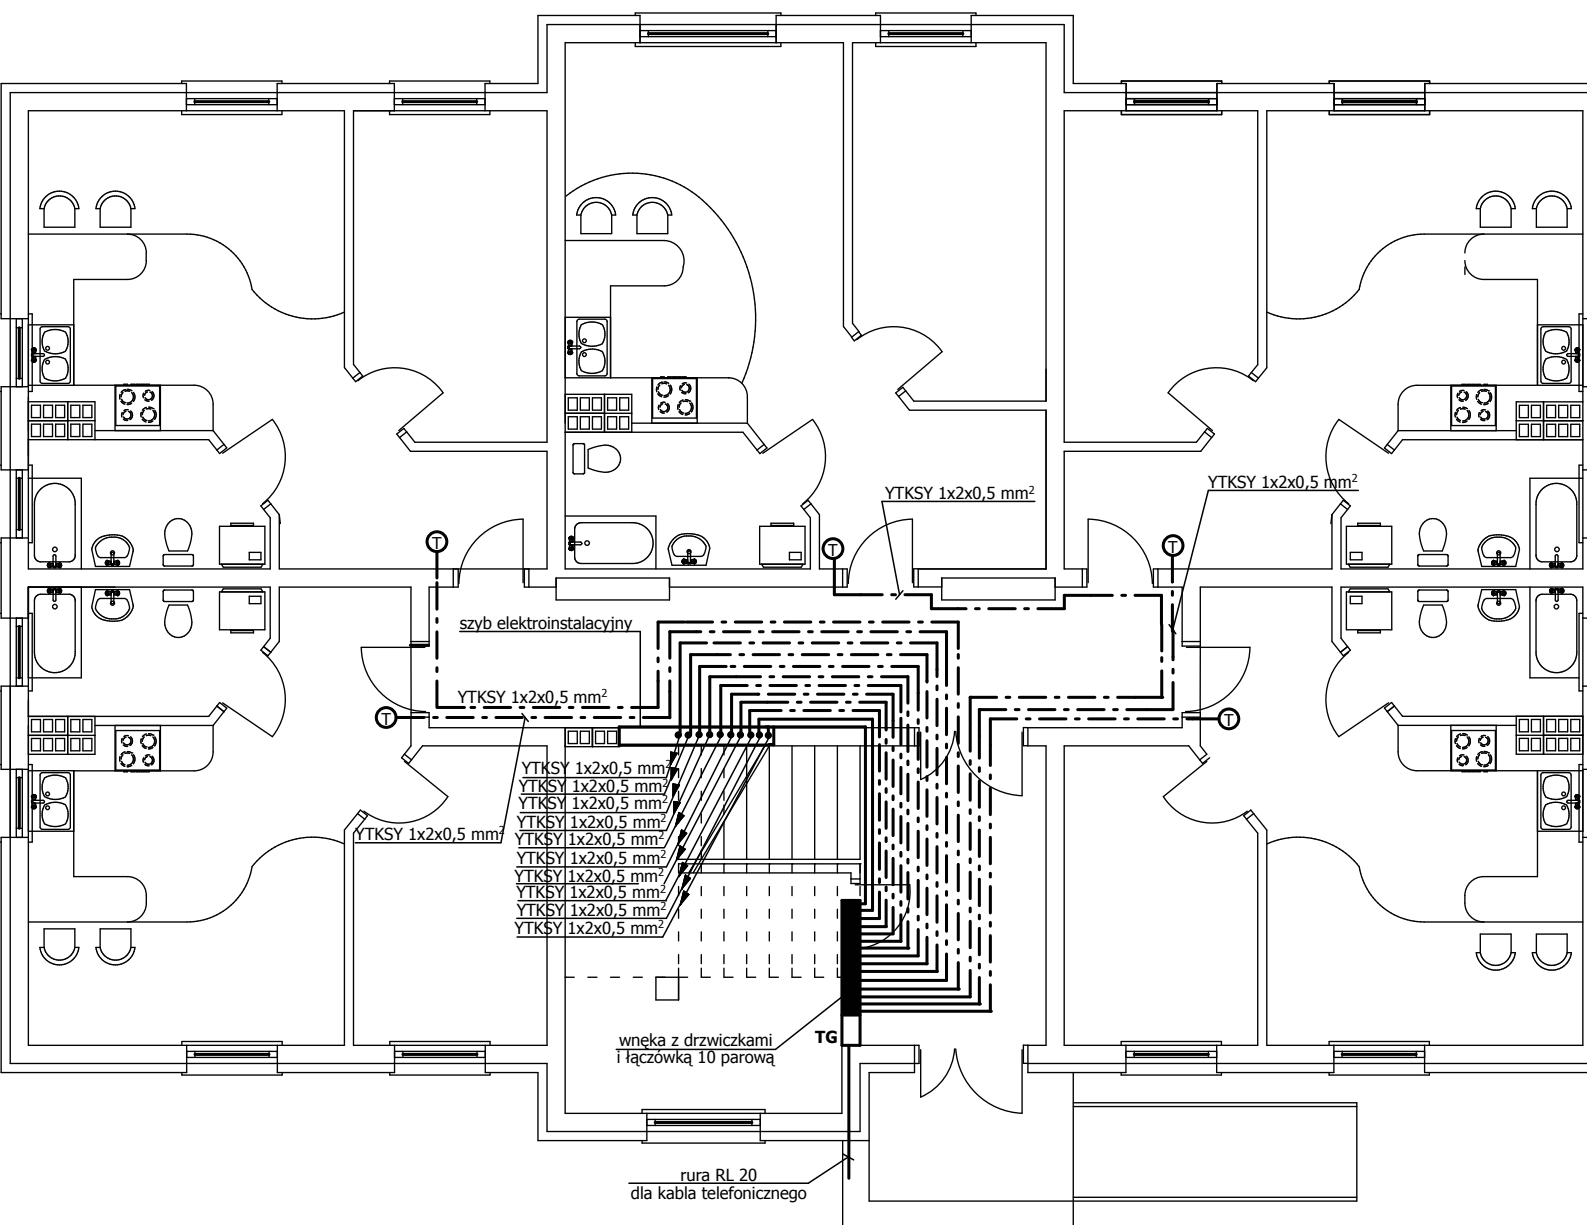 YTKSY 1x2x0,5 mm²
YTKSY 1x2x0,5 mm²
T
T
T
szyb elektroinstalacyjny
YTKSY 1x2x0,5 mm²
T
T
YTKSY 1x2x0,5 mm²
YTKSY 1x2x0,5 mm²
YTKSY 1x2x0,5 mm²
YTKSY 1x2x0,5 mm²
YTKSY 1x2x0,5 mm²
YTKSY 1x2x0,5 mm²
YTKSY 1x2x0,5 mm²
YTKSY 1x2x0,5 mm²
YTKSY 1x2x0,5 mm²
YTKSY 1x2x0,5 mm²
YTKSY 1x2x0,5 mm²
wnęka z drzwiczkami
i łączówką 10 parową
TG
rura RL 20
dla kabla telefonicznego